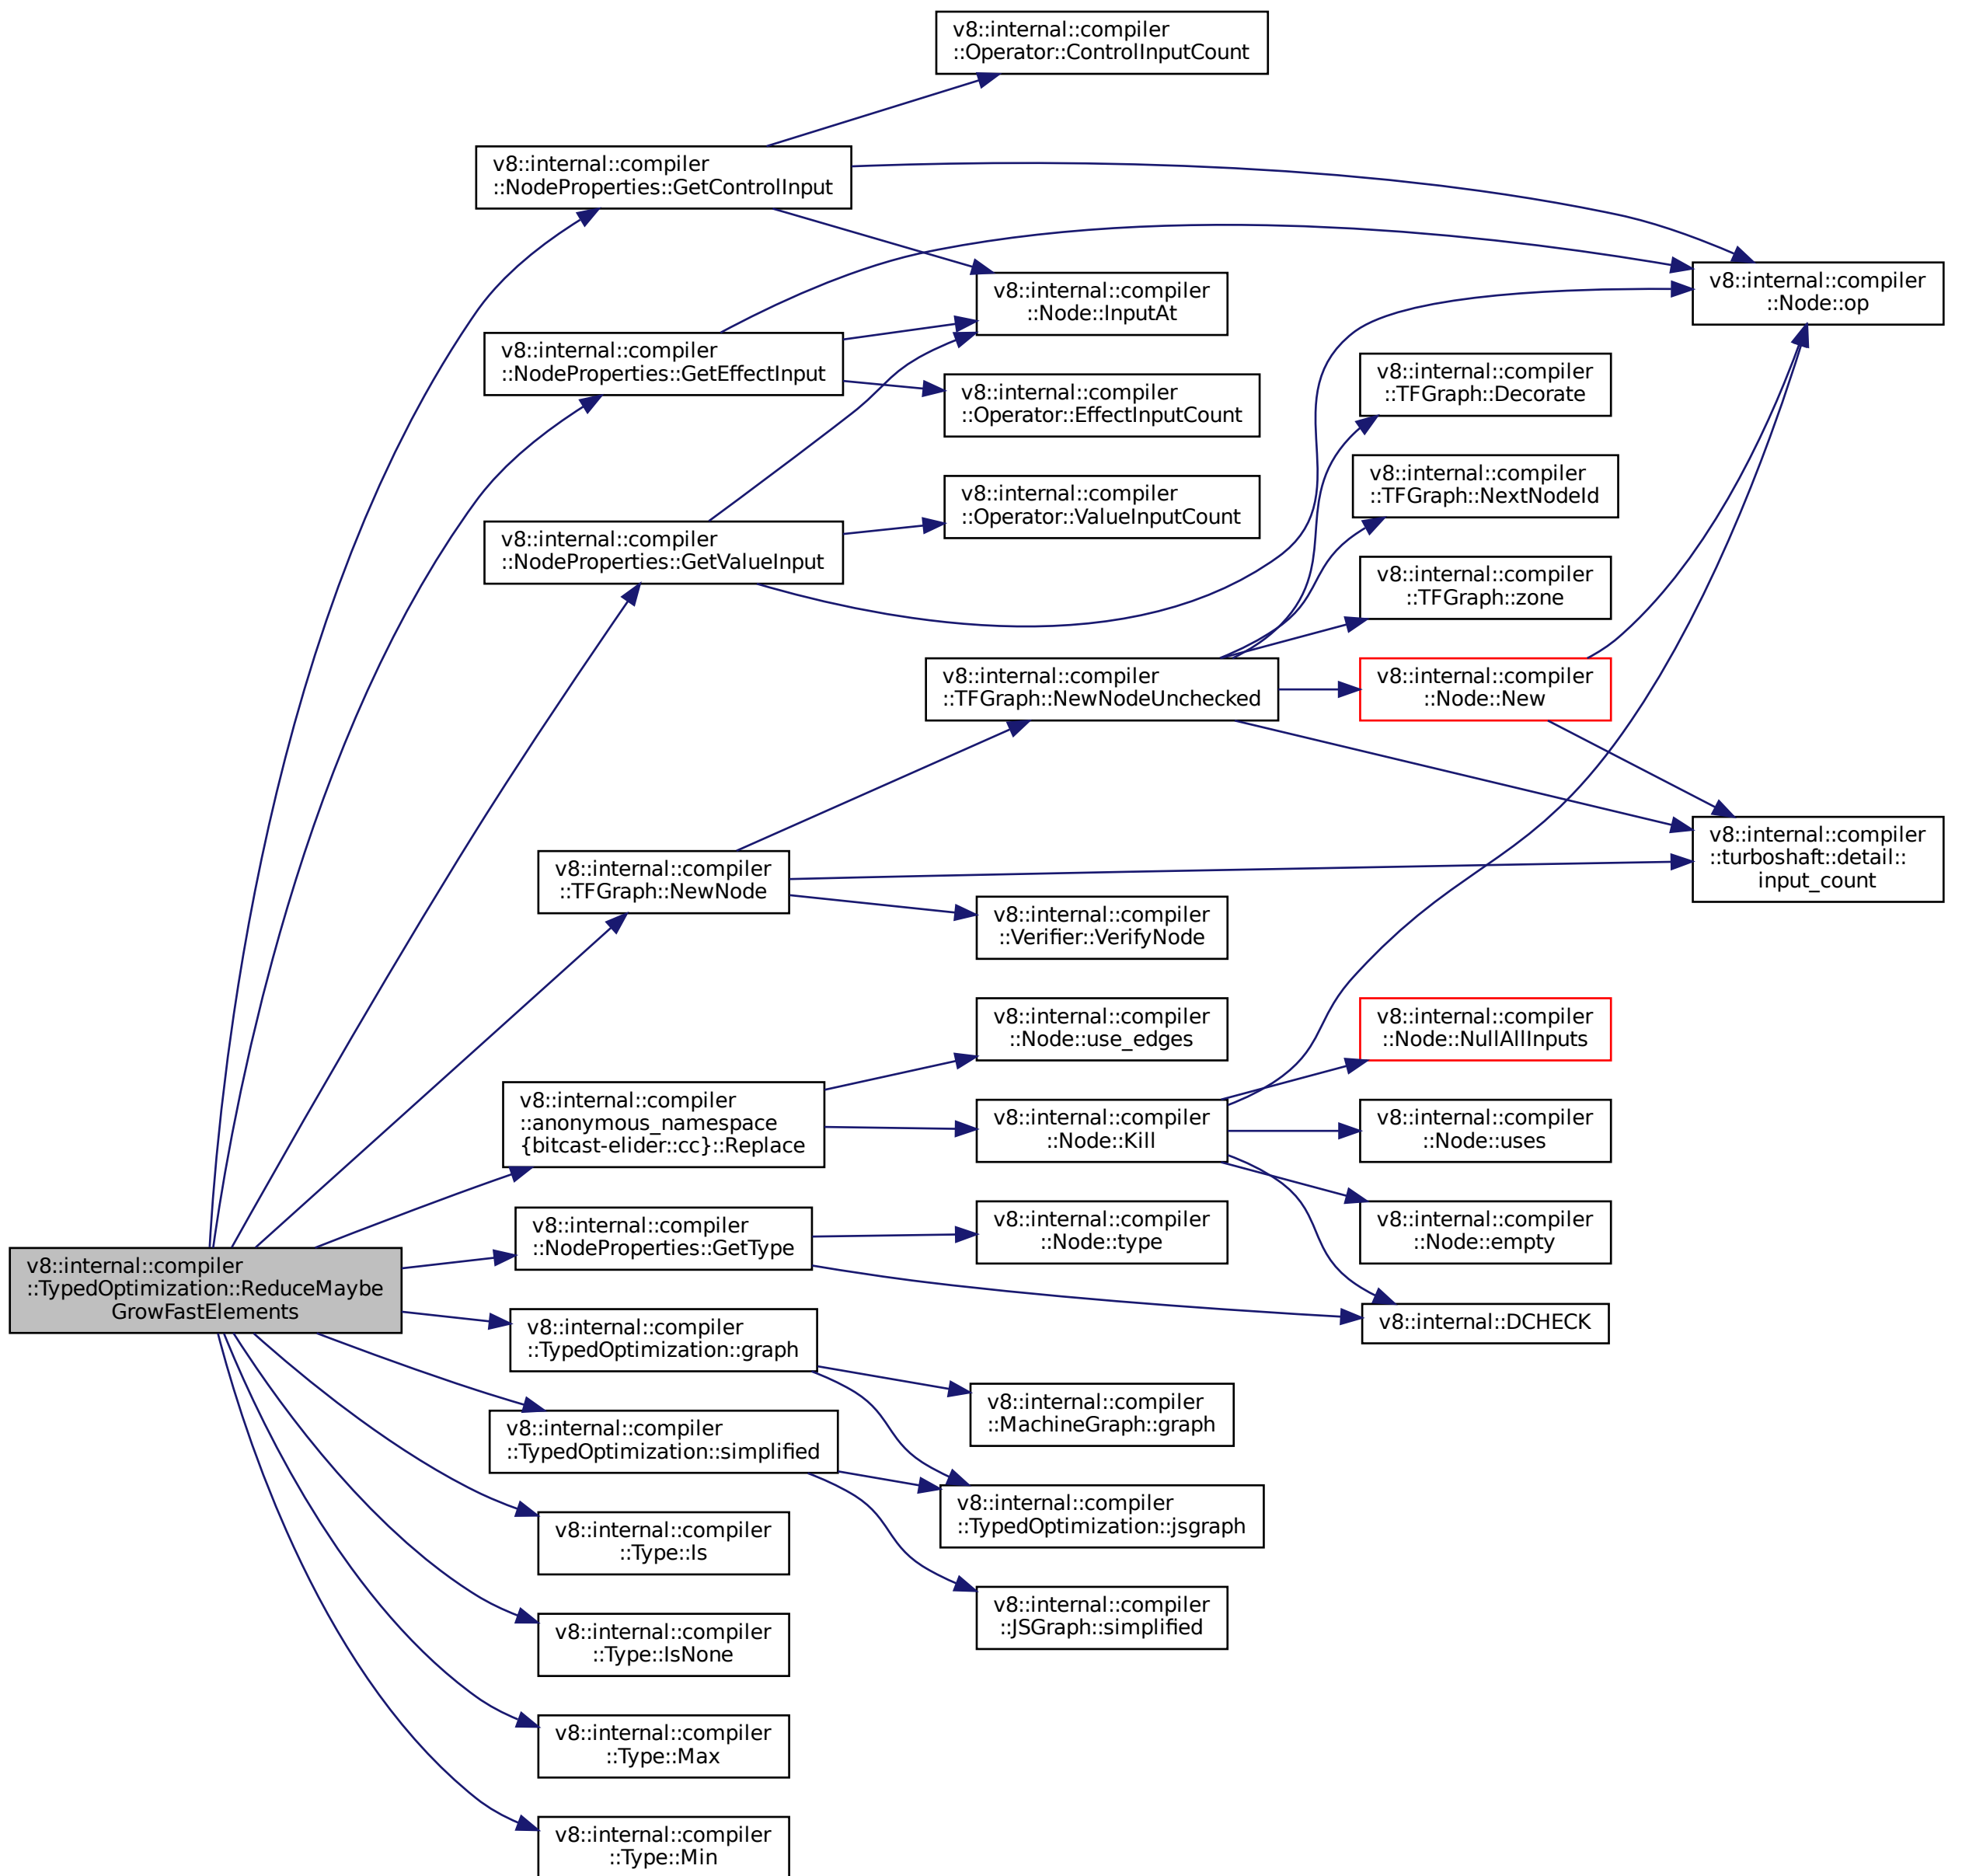 v8::internal::compiler
::Operator::ControlInputCount
v8::internal::compiler
::NodeProperties::GetControlInput
v8::internal::compiler
::Node::InputAt
v8::internal::compiler
::Node::op
v8::internal::compiler
::NodeProperties::GetEffectInput
v8::internal::compiler
::Operator::EffectInputCount
v8::internal::compiler
::TFGraph::Decorate
v8::internal::compiler
::Operator::ValueInputCount
v8::internal::compiler
::TFGraph::NextNodeId
v8::internal::compiler
::NodeProperties::GetValueInput
v8::internal::compiler
::TFGraph::zone
v8::internal::compiler
::TFGraph::NewNodeUnchecked
v8::internal::compiler
::Node::New
v8::internal::compiler
::turboshaft::detail::
input_count
v8::internal::compiler
::TFGraph::NewNode
v8::internal::compiler
::Verifier::VerifyNode
v8::internal::compiler
::Node::use_edges
v8::internal::compiler
::Node::NullAllInputs
v8::internal::compiler
::anonymous_namespace
{bitcast-elider::cc}::Replace
v8::internal::compiler
::Node::Kill
v8::internal::compiler
::Node::uses
v8::internal::compiler
::NodeProperties::GetType
v8::internal::compiler
::Node::type
v8::internal::compiler
::Node::empty
v8::internal::compiler
::TypedOptimization::ReduceMaybe
GrowFastElements
v8::internal::DCHECK
v8::internal::compiler
::TypedOptimization::graph
v8::internal::compiler
::MachineGraph::graph
v8::internal::compiler
::TypedOptimization::simplified
v8::internal::compiler
::TypedOptimization::jsgraph
v8::internal::compiler
::Type::Is
v8::internal::compiler
::JSGraph::simplified
v8::internal::compiler
::Type::IsNone
v8::internal::compiler
::Type::Max
v8::internal::compiler
::Type::Min